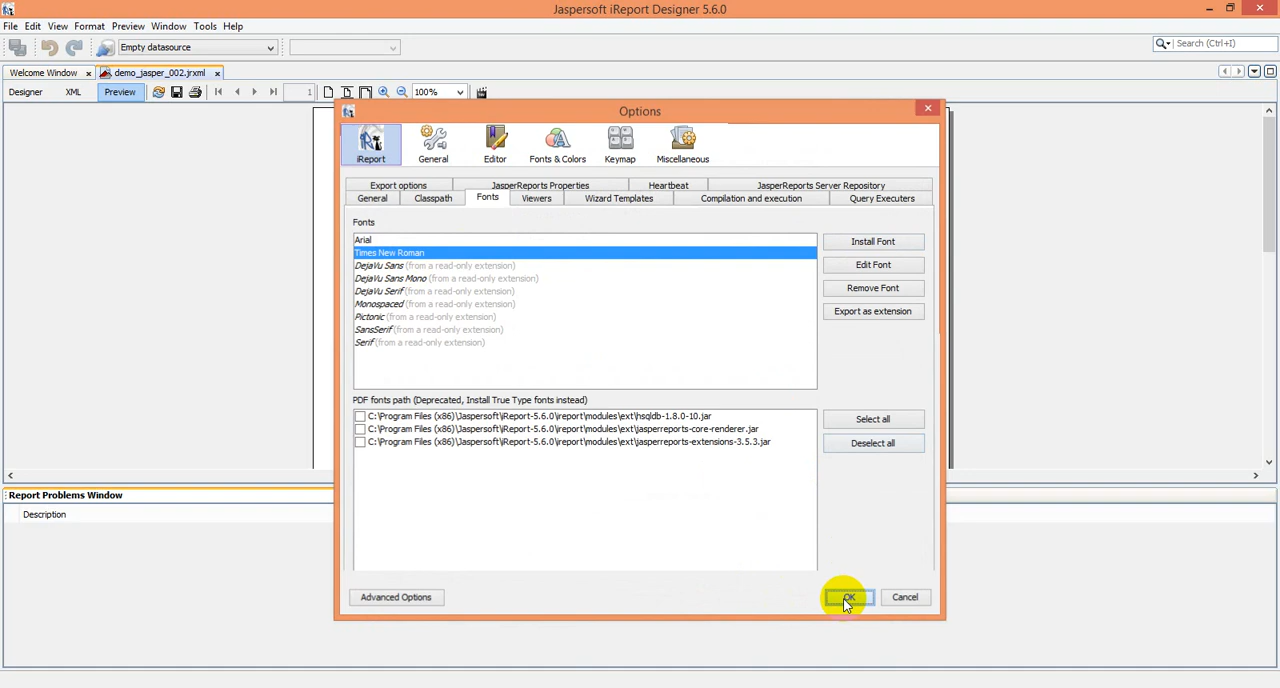 Jaspersoft iReport Designer 5.6.0
File Edit View Format Preview Window Tools Help
Empty datasource
Search (Ctrl+I)
Welcome Window demo_jasper_002.jrxml
Designer XML Preview 1 100%
Options
iReport General Editor Fonts & Colors Keymap Miscellaneous
Export options JasperReports Properties Heartbeat JasperReports Server Repository
General Classpath Fonts Viewers Wizard Templates Compilation and execution Query Executers
Fonts
Arial
Install Font
Times New Roman
DejaVu Sans (from a read-only extension)
Edit Font
DejaVu Sans Mono (from a read-only extension)
DejaVu Serif (from a read-only extension)
Remove Font
Monospaced (from a read-only extension)
Export as extension
Pictonic (from a read-only extension)
SansSerif (from a read-only extension)
Serif (from a read-only extension)
PDF fonts path (Deprecated, Install True Type fonts instead)
C:\Program Files (x86)\Jaspersoft\iReport-5.6.0\ireport\modules\ext\hsqldb-1.8.0-10.jar
Select all
C:\Program Files (x86)\Jaspersoft\iReport-5.6.0\ireport\modules\ext\jasperreports-core-renderer.jar
C:\Program Files (x86)\Jaspersoft\iReport-5.6.0\ireport\modules\ext\jasperreports-extensions-3.5.3.jar
Deselect all
Report Problems Window
Description
Advanced Options OK Cancel